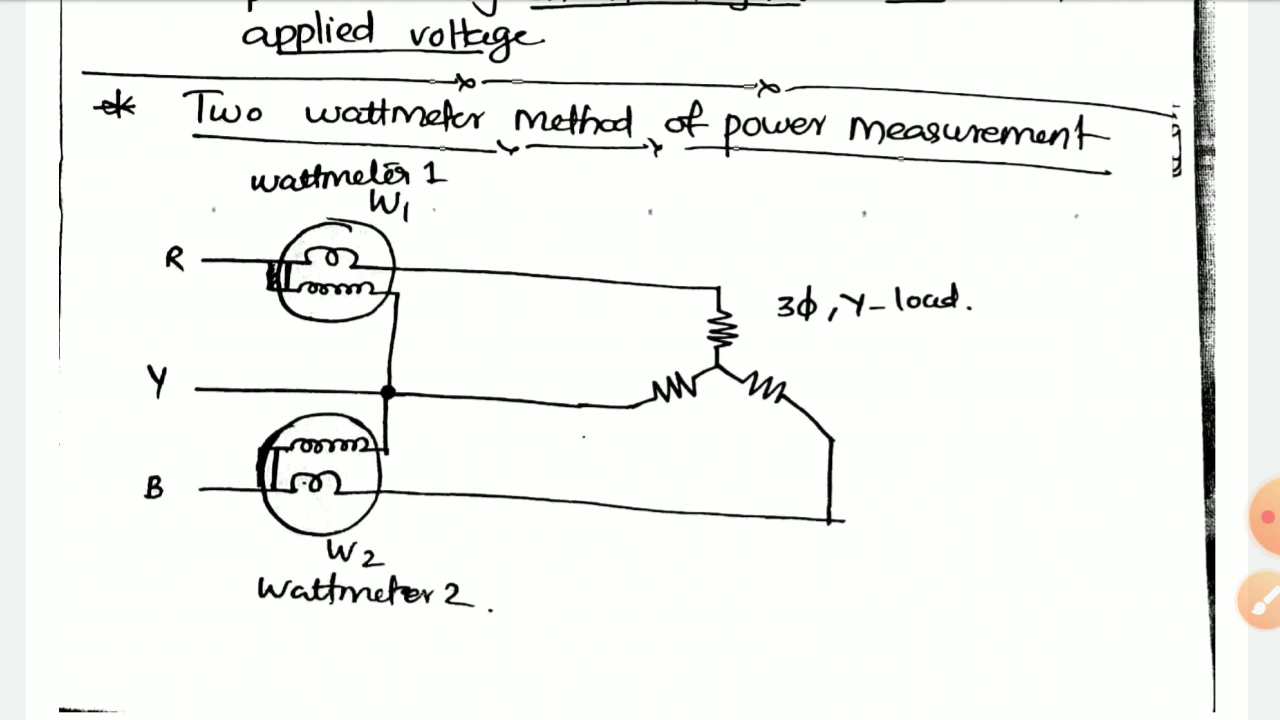 applied voltage
* Two wattmeter method of power measurement
wattmeter 1
W1
R
3ϕ, Y-load.
Y
B
W2
Wattmeter 2.